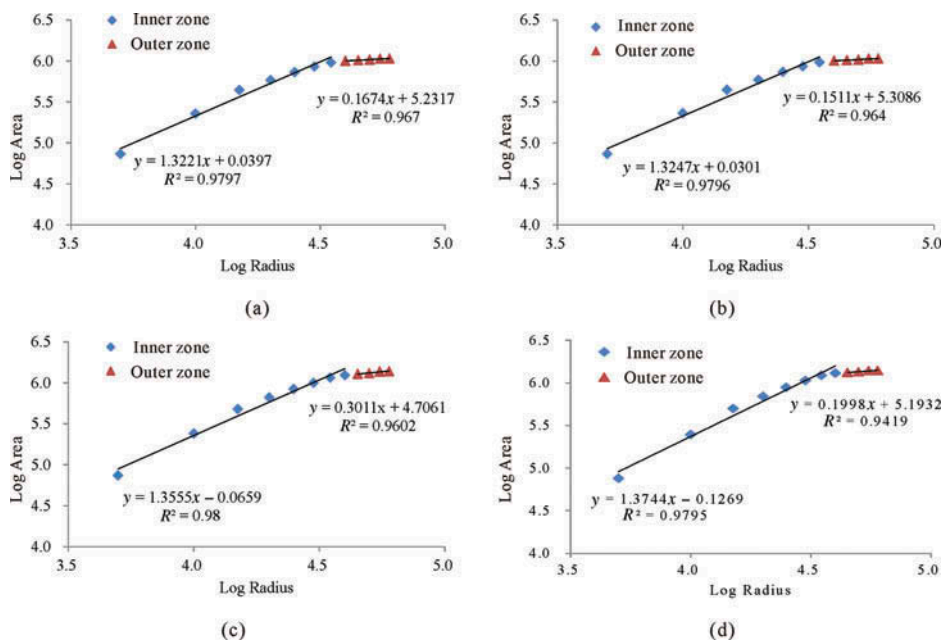 6.5
Inner zone
Outer zone
6.0
5.5
5.0
4.5
4.0
Log Area
y = 0.1674x + 5.2317
R² = 0.967
y = 1.3221x + 0.0397
R² = 0.9797
3.5 4.0 4.5 5.0
Log Radius
(a)
6.5
Inner zone
Outer zone
6.0
5.5
5.0
4.5
4.0
Log Area
y = 0.1511x + 5.3086
R² = 0.964
y = 1.3247x + 0.0301
R² = 0.9796
3.5 4.0 4.5 5.0
Log Radius
(b)
6.5
Inner zone
Outer zone
6.0
5.5
5.0
4.5
4.0
Log Area
y = 0.3011x + 4.7061
R² = 0.9602
y = 1.3555x − 0.0659
R² = 0.98
3.5 4.0 4.5 5.0
Log Radius
(c)
6.5
Inner zone
Outer zone
6.0
5.5
5.0
4.5
4.0
Log Area
y = 0.1998x + 5.1932
R² = 0.9419
y = 1.3744x − 0.1269
R² = 0.9795
3.5 4.0 4.5 5.0
Log Radius
(d)